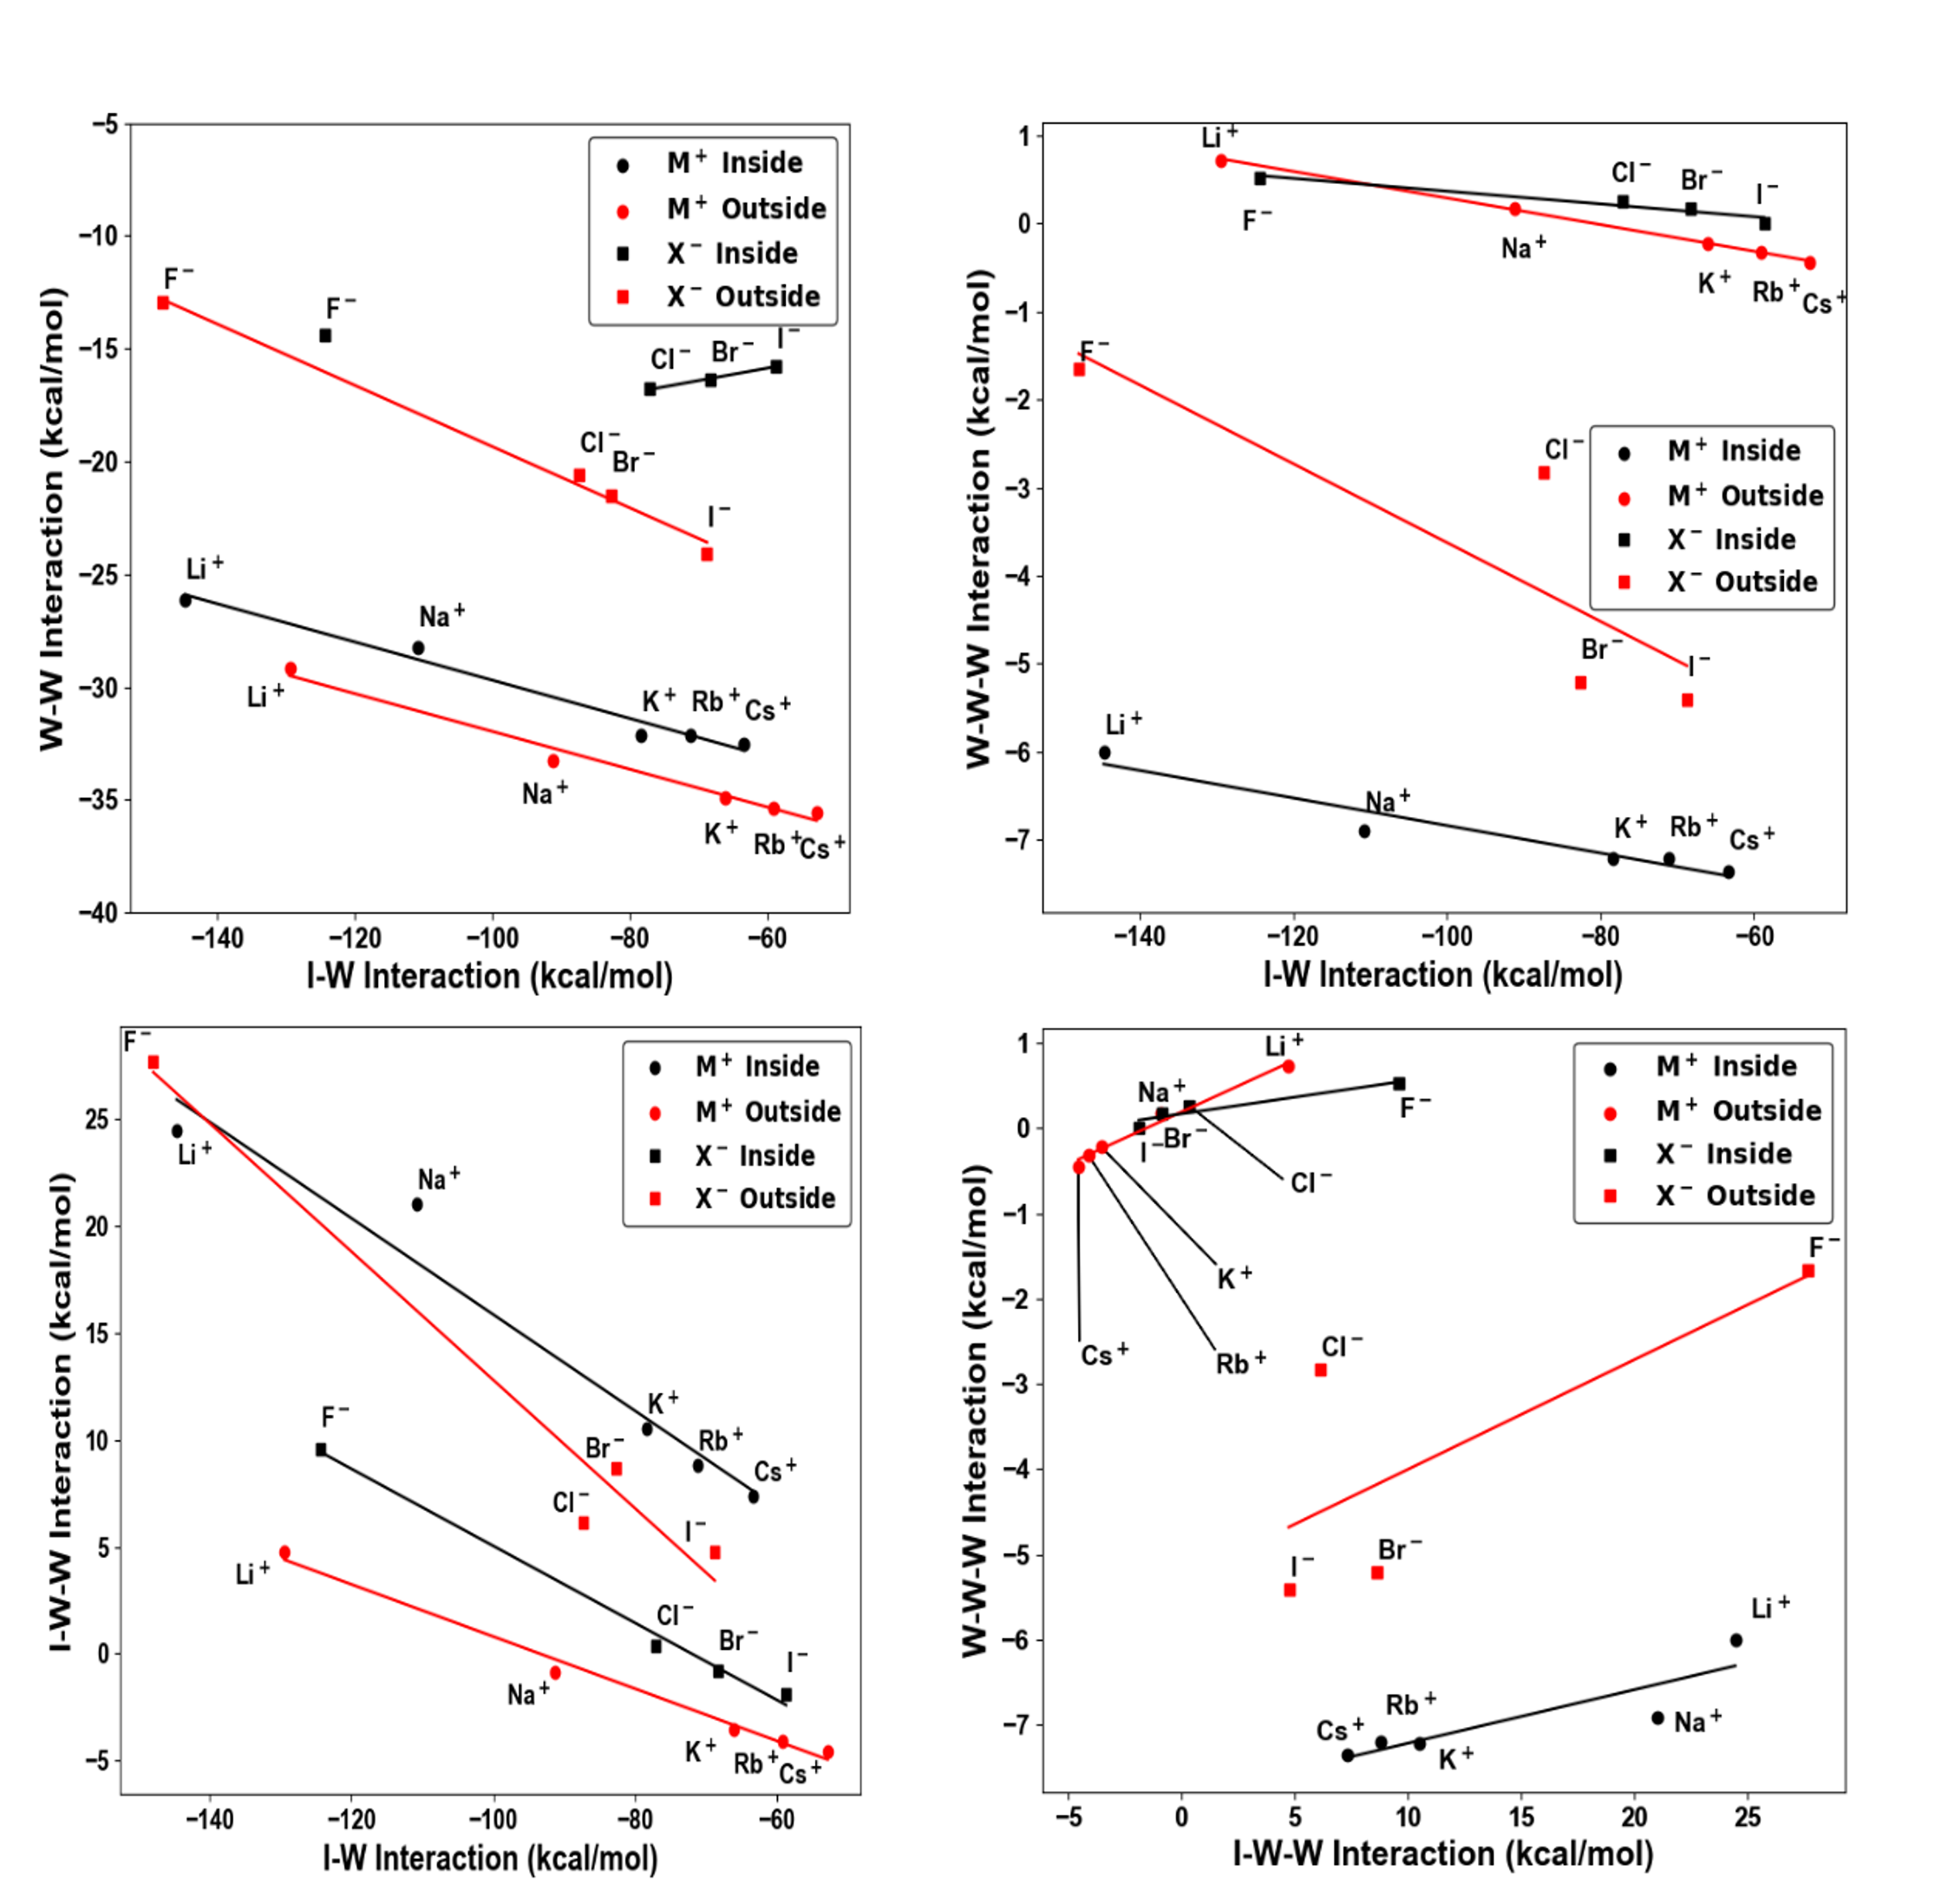 −5
−10
−15
−20
−25
−30
−35
−40
W-W Interaction (kcal/mol)
M⁺ Inside
M⁺ Outside
X⁻ Inside
X⁻ Outside
F⁻
F⁻
I⁻
Cl⁻
Br⁻
Cl⁻
Br⁻
I⁻
Li⁺
Na⁺
K⁺
Rb⁺
Cs⁺
Li⁺
Na⁺
K⁺
Rb⁺
Cs⁺
−140
−120
−100
−80
−60
I-W Interaction (kcal/mol)
1
0
−1
−2
−3
−4
−5
−6
−7
W-W-W Interaction (kcal/mol)
Li⁺
F⁻
Cl⁻
Br⁻
I⁻
Na⁺
K⁺
Rb⁺
Cs⁺
F⁻
Cl⁻
M⁺ Inside
M⁺ Outside
X⁻ Inside
X⁻ Outside
Br⁻
I⁻
Li⁺
Na⁺
K⁺
Rb⁺
Cs⁺
−140
−120
−100
−80
−60
I-W Interaction (kcal/mol)
25
20
15
10
5
0
−5
I-W-W Interaction (kcal/mol)
F⁻
M⁺ Inside
M⁺ Outside
X⁻ Inside
X⁻ Outside
Li⁺
Na⁺
K⁺
F⁻
Br⁻
Rb⁺
Cs⁺
Cl⁻
I⁻
Li⁺
Cl⁻
Br⁻
I⁻
Na⁺
K⁺
Rb⁺
Cs⁺
−140
−120
−100
−80
−60
I-W Interaction (kcal/mol)
1
0
−1
−2
−3
−4
−5
−6
−7
W-W-W Interaction (kcal/mol)
Li⁺
M⁺ Inside
M⁺ Outside
X⁻ Inside
X⁻ Outside
Na⁺
F⁻
I⁻
Br⁻
Cl⁻
K⁺
Cs⁺
Rb⁺
F⁻
Cl⁻
I⁻
Br⁻
Li⁺
Rb⁺
Cs⁺
Na⁺
K⁺
−5
0
5
10
15
20
25
I-W-W Interaction (kcal/mol)